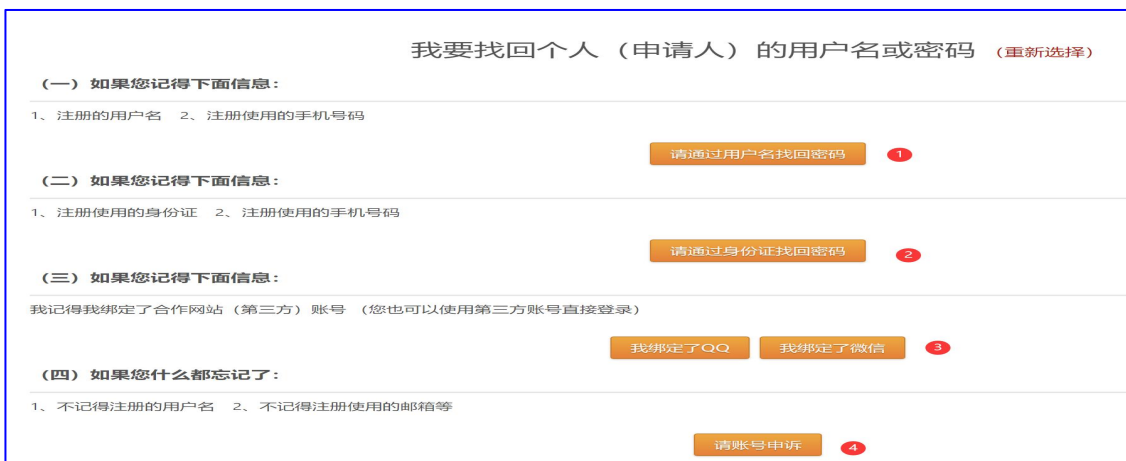 我要找回个人（申请人）的用户名或密码 （重新选择）
（一）如果您记得下面信息：
1、注册的用户名 2、注册使用的手机号码
请通过用户名找回密码 1
（二）如果您记得下面信息：
1、注册使用的身份证 2、注册使用的手机号码
请通过身份证找回密码 2
（三）如果您记得下面信息：
我记得我绑定了合作网站（第三方）账号 （您也可以使用第三方账号直接登录）
我绑定了QQ 我绑定了微信 3
（四）如果您什么都忘记了：
1、不记得注册的用户名 2、不记得注册使用的邮箱等
请账号申诉 4